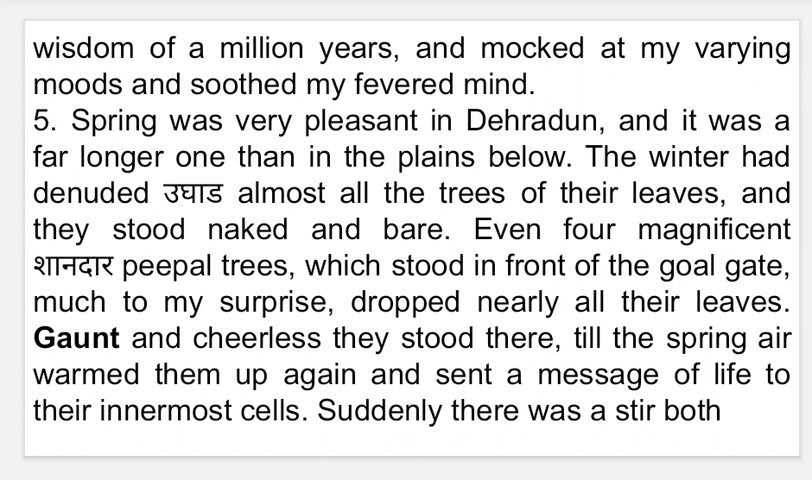 wisdom of a million years, and mocked at my varying
moods and soothed my fevered mind.
5. Spring was very pleasant in Dehradun, and it was a
far longer one than in the plains below. The winter had
denuded उघाड almost all the trees of their leaves, and
they stood naked and bare. Even four magnificent
शानदार peepal trees, which stood in front of the goal gate,
much to my surprise, dropped nearly all their leaves.
Gaunt and cheerless they stood there, till the spring air
warmed them up again and sent a message of life to
their innermost cells. Suddenly there was a stir both